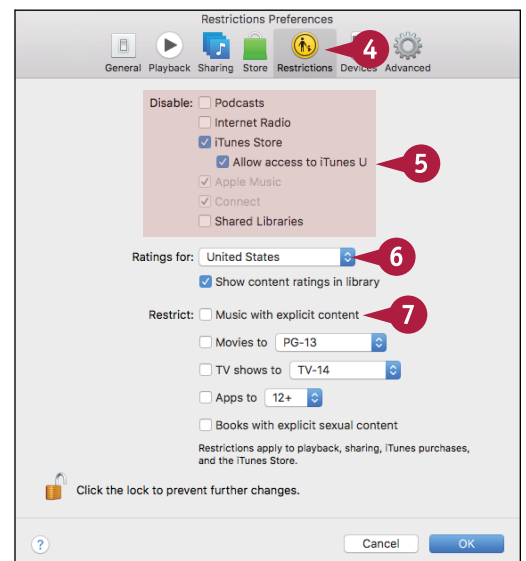 Restrictions Preferences
General Playback Sharing Store Restrictions Devices Advanced
4
Disable: Podcasts
Internet Radio
iTunes Store
Allow access to iTunes U
5
Apple Music
Connect
Shared Libraries
Ratings for: United States
6
Show content ratings in library
Restrict: Music with explicit content
7
Movies to PG-13
TV shows to TV-14
Apps to 12+
Books with explicit sexual content
Restrictions apply to playback, sharing, iTunes purchases,
and the iTunes Store.
Click the lock to prevent further changes.
? Cancel OK